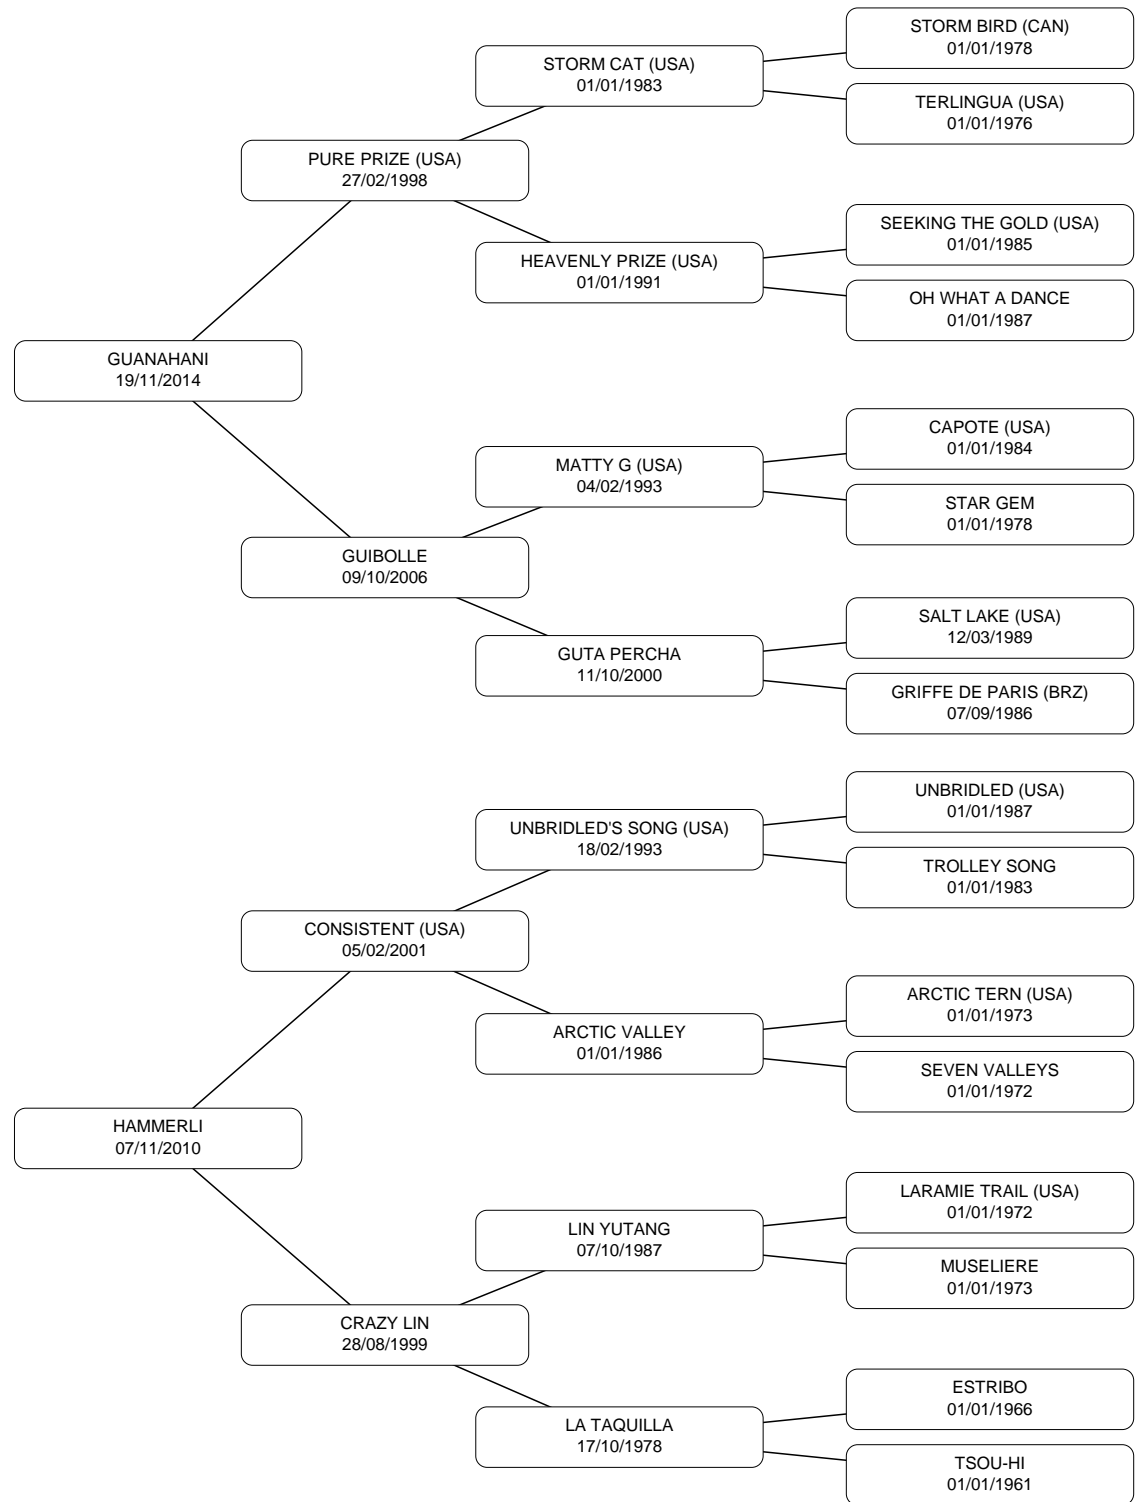 STORM BIRD (CAN)
01/01/1978
STORM CAT (USA)
01/01/1983
TERLINGUA (USA)
01/01/1976
PURE PRIZE (USA)
27/02/1998
SEEKING THE GOLD (USA)
01/01/1985
HEAVENLY PRIZE (USA)
01/01/1991
OH WHAT A DANCE
01/01/1987
GUANAHANI
19/11/2014
CAPOTE (USA)
01/01/1984
MATTY G (USA)
04/02/1993
STAR GEM
01/01/1978
GUIBOLLE
09/10/2006
SALT LAKE (USA)
12/03/1989
GUTA PERCHA
11/10/2000
GRIFFE DE PARIS (BRZ)
07/09/1986
UNBRIDLED (USA)
01/01/1987
UNBRIDLED'S SONG (USA)
18/02/1993
TROLLEY SONG
01/01/1983
CONSISTENT (USA)
05/02/2001
ARCTIC TERN (USA)
01/01/1973
ARCTIC VALLEY
01/01/1986
SEVEN VALLEYS
01/01/1972
HAMMERLI
07/11/2010
LARAMIE TRAIL (USA)
01/01/1972
LIN YUTANG
07/10/1987
MUSELIERE
01/01/1973
CRAZY LIN
28/08/1999
ESTRIBO
01/01/1966
LA TAQUILLA
17/10/1978
TSOU-HI
01/01/1961